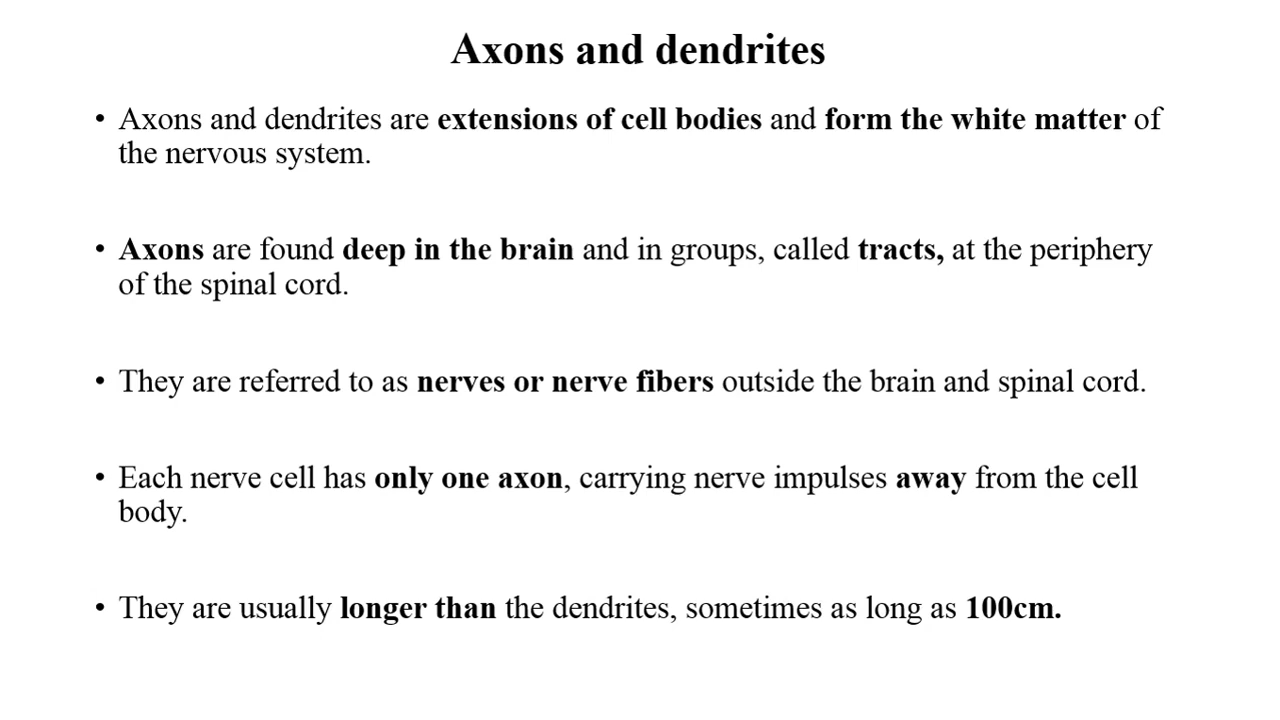 Axons and dendrites
• Axons and dendrites are extensions of cell bodies and form the white matter of
the nervous system.
• Axons are found deep in the brain and in groups, called tracts, at the periphery
of the spinal cord.
• They are referred to as nerves or nerve fibers outside the brain and spinal cord.
• Each nerve cell has only one axon, carrying nerve impulses away from the cell
body.
• They are usually longer than the dendrites, sometimes as long as 100cm.